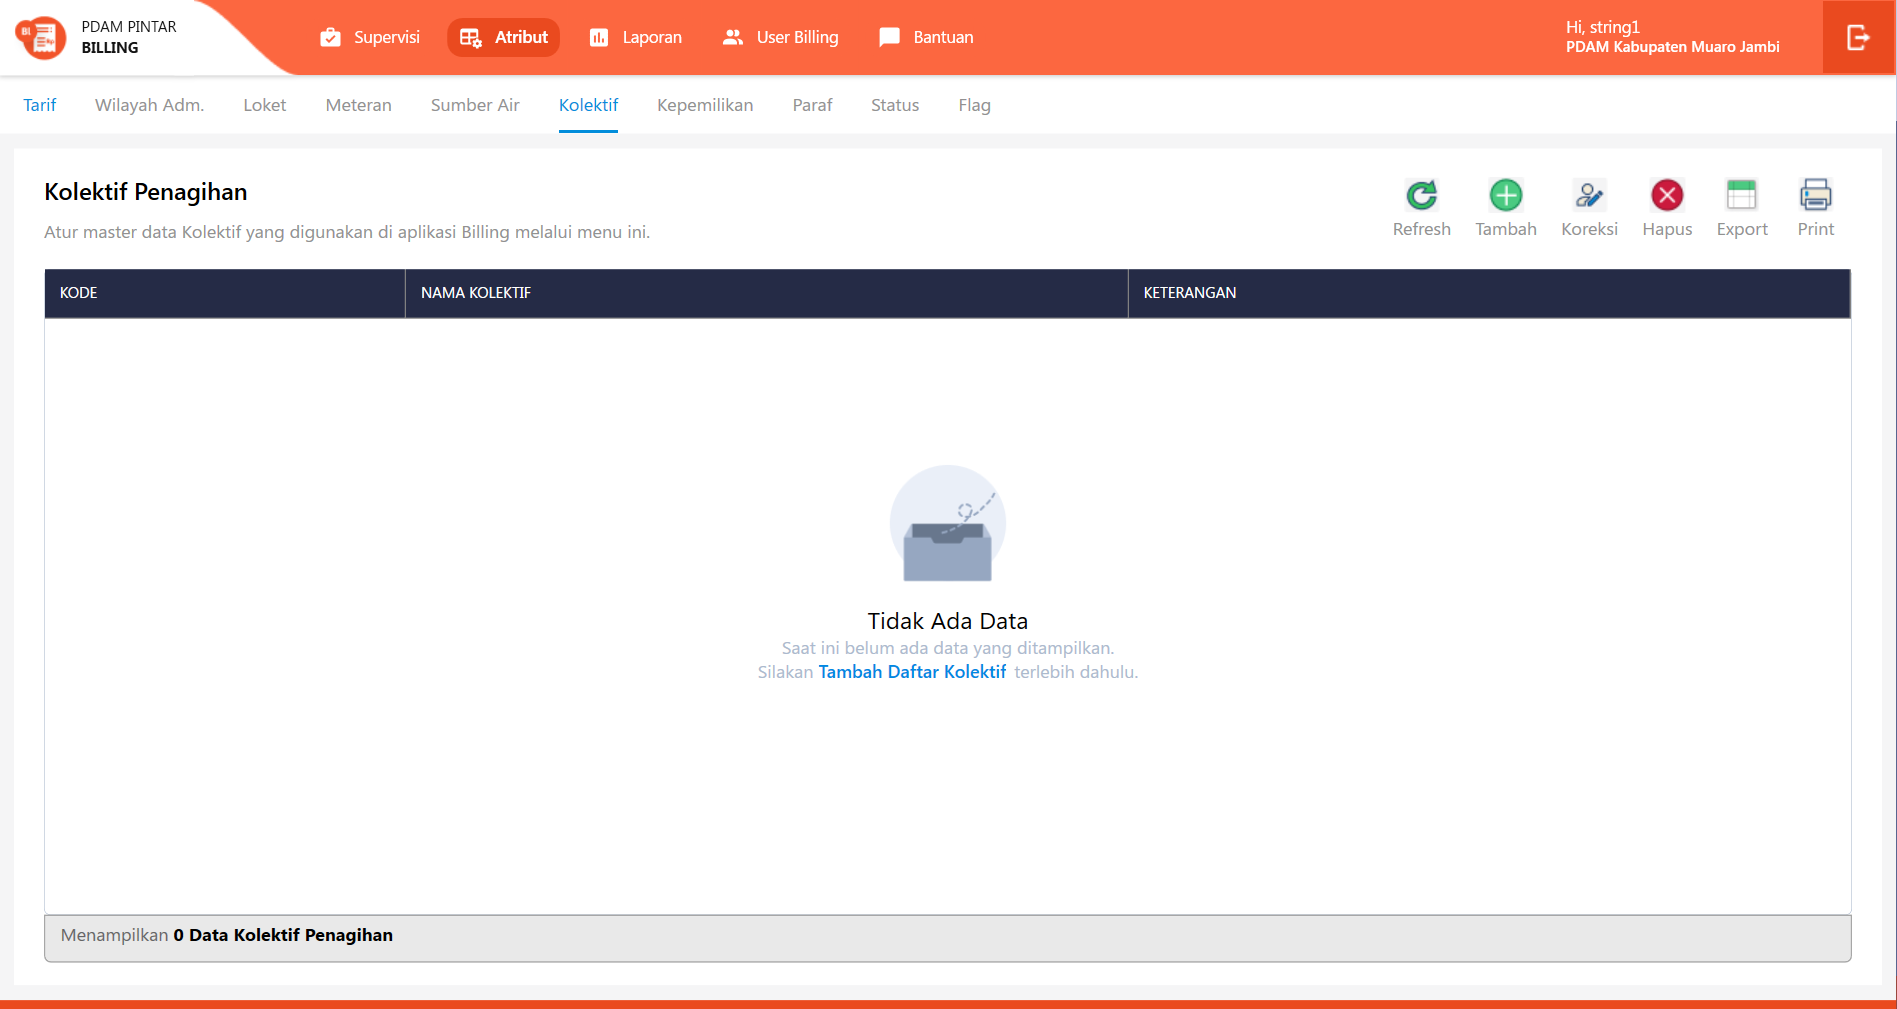 PDAM PINTAR
BILLING
Supervisi
Atribut
Laporan
User Billing
Bantuan
Hi, string1
PDAM Kabupaten Muaro Jambi
Tarif
Wilayah Adm.
Loket
Meteran
Sumber Air
Kolektif
Kepemilikan
Paraf
Status
Flag
Kolektif Penagihan
Atur master data Kolektif yang digunakan di aplikasi Billing melalui menu ini.
Refresh
Tambah
Koreksi
Hapus
Export
Print
KODE
NAMA KOLEKTIF
KETERANGAN
Tidak Ada Data
Saat ini belum ada data yang ditampilkan.
Silakan Tambah Daftar Kolektif terlebih dahulu.
Menampilkan 0 Data Kolektif Penagihan